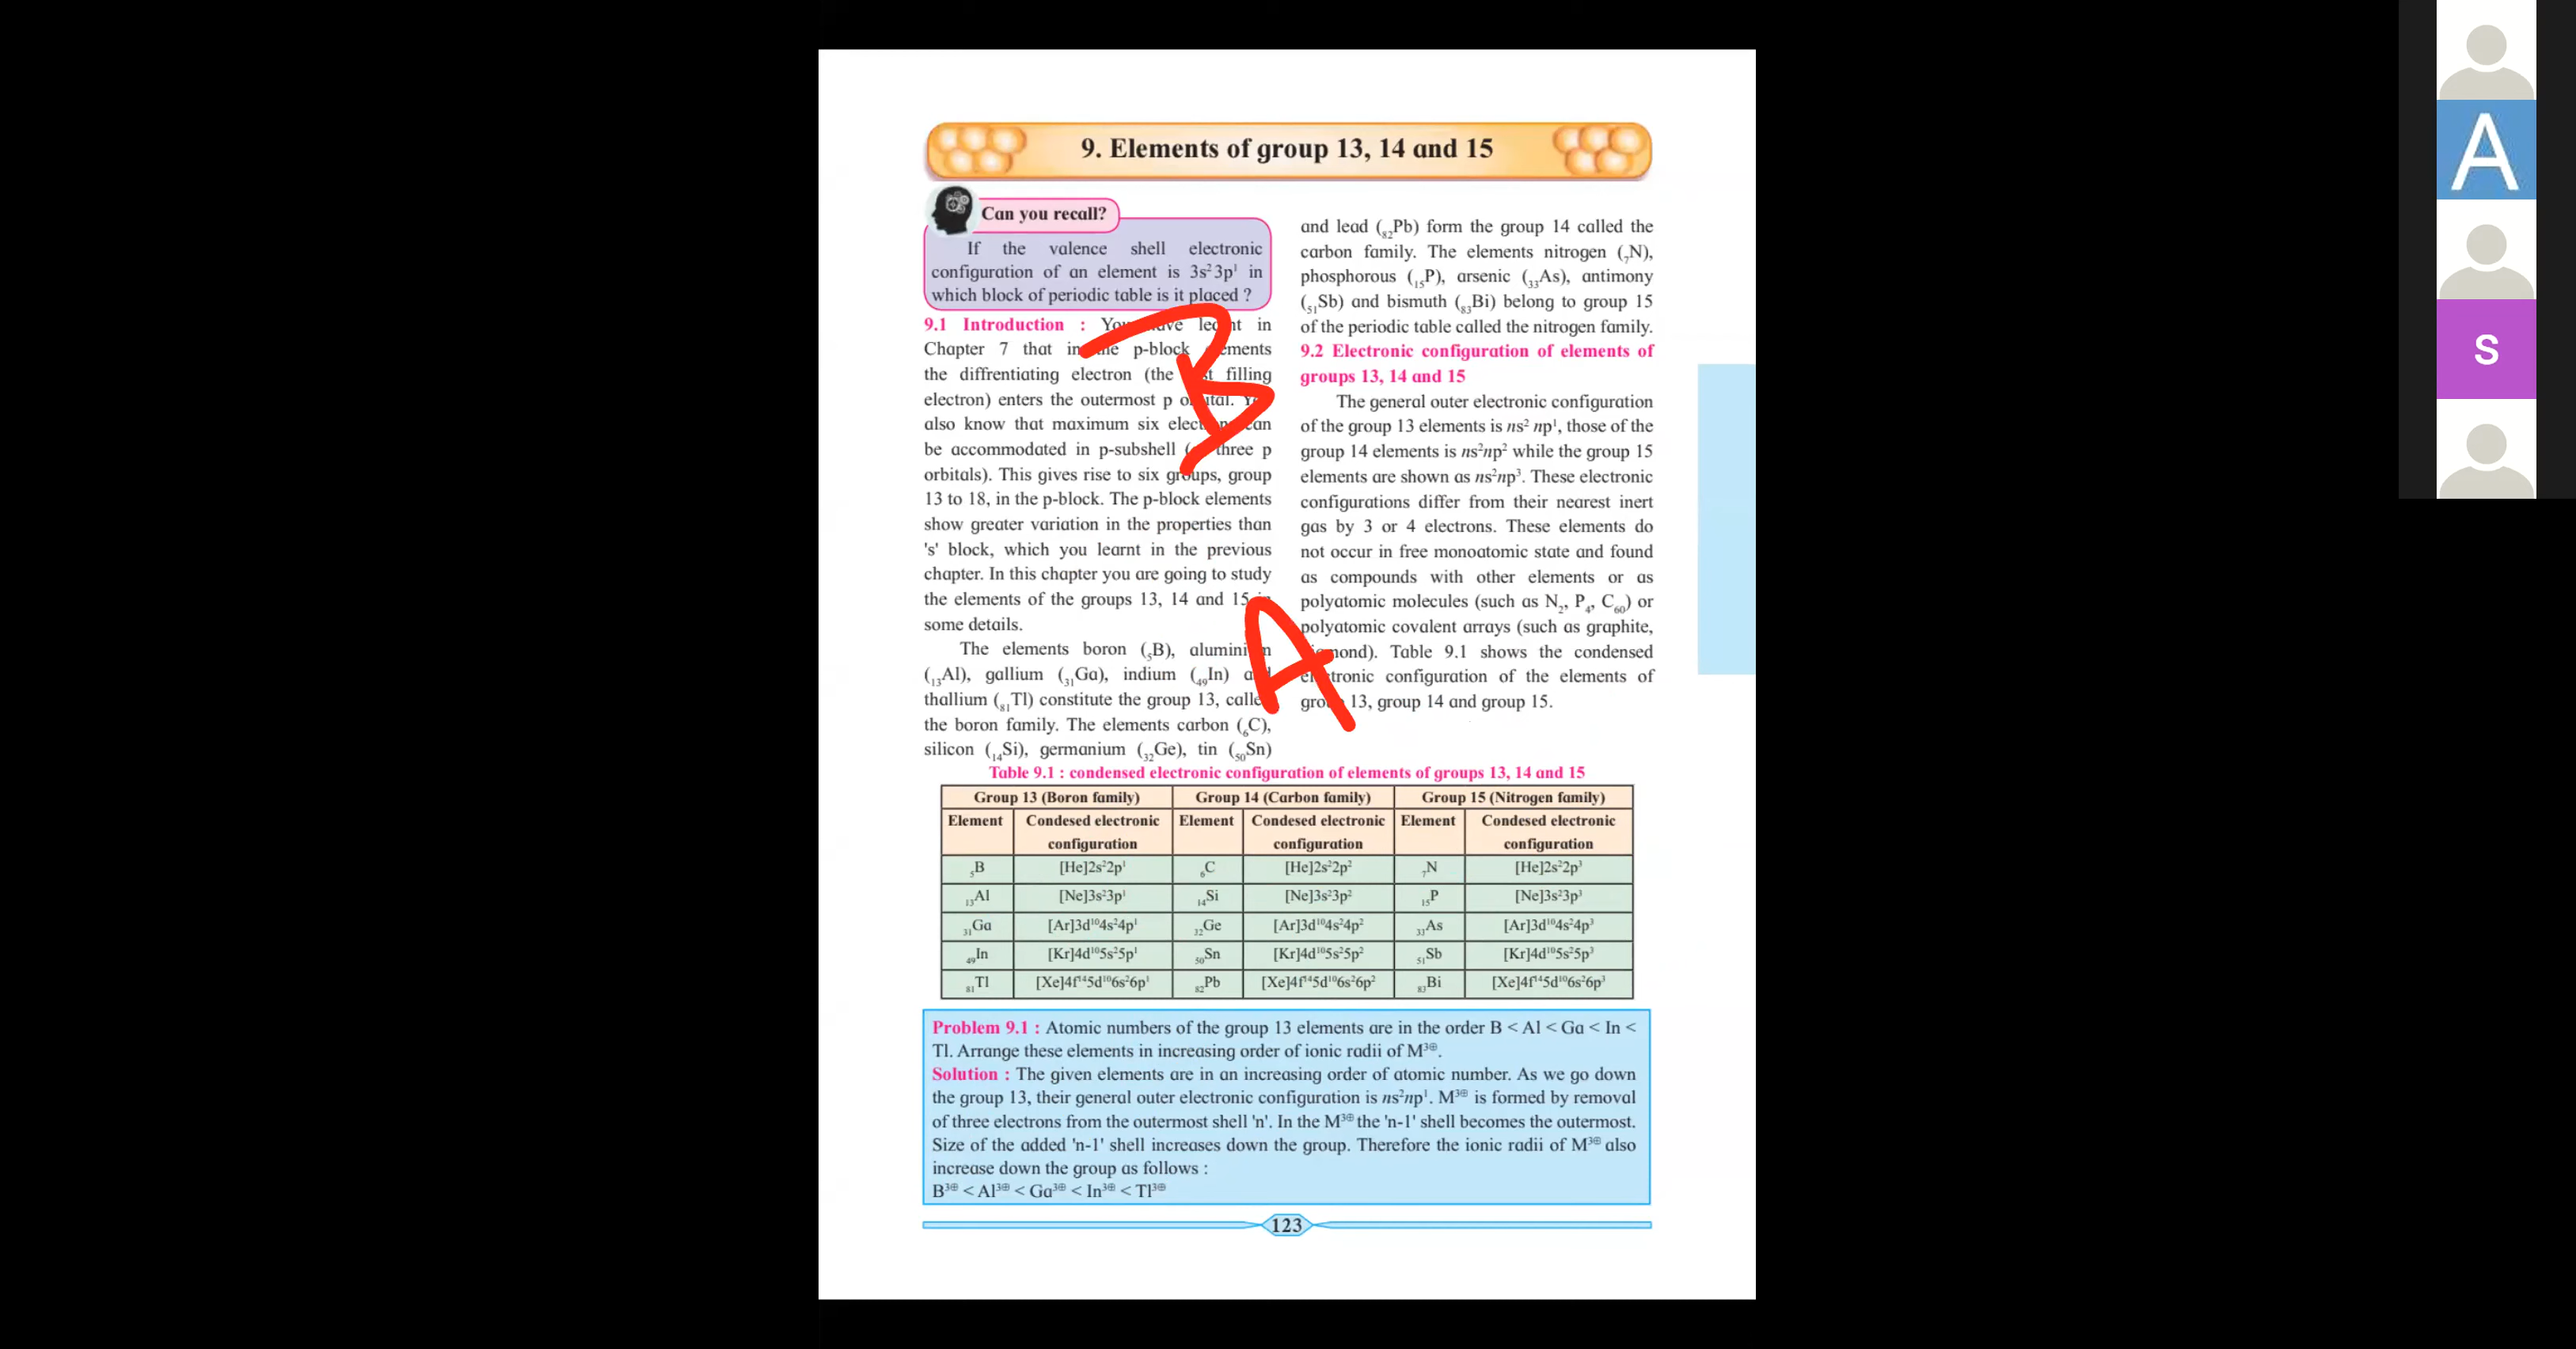 9. Elements of group 13, 14 and 15
Can you recall?
If the valence shell electronic
configuration of an element is 3s²3p¹ in
which block of periodic table is it placed ?
9.1 Introduction : learnt in
Chapter 7 that in the p-block elements
the diffrentiating electron (the filling
electron) enters the outermost p
also know that maximum six can
be accommodated in p-subshell three p
orbitals). This gives rise to six groups, group
13 to 18, in the p-block. The p-block elements
show greater variation in the properties than
's' block, which you learnt in the previous
chapter. In this chapter you are going to study
the elements of the groups 13, 14 and 15
some details.
The elements boron (₅B), aluminium
(₁₃Al), gallium (₃₁Ga), indium (₄₉In) and
thallium (₈₁Tl) constitute the group 13, called
the boron family. The elements carbon (₆C),
silicon (₁₄Si), germanium (₃₂Ge), tin (₅₀Sn)
and lead (₈₂Pb) form the group 14 called the
carbon family. The elements nitrogen (₇N),
phosphorous (₁₅P), arsenic (₃₃As), antimony
(₅₁Sb) and bismuth (₈₃Bi) belong to group 15
of the periodic table called the nitrogen family.
9.2 Electronic configuration of elements of
groups 13, 14 and 15
The general outer electronic configuration
of the group 13 elements is ns² np¹, those of the
group 14 elements is ns²np² while the group 15
elements are shown as ns²np³. These electronic
configurations differ from their nearest inert
gas by 3 or 4 electrons. These elements do
not occur in free monoatomic state and found
as compounds with other elements or as
polyatomic molecules (such as N₂, P₄, C₆₀) or
polyatomic covalent arrays (such as graphite,
diamond). Table 9.1 shows the condensed
electronic configuration of the elements of
group 13, group 14 and group 15.
B
A
Table 9.1 : condensed electronic configuration of elements of groups 13, 14 and 15
Group 13 (Boron family) Group 14 (Carbon family) Group 15 (Nitrogen family)
Element Condesed electronic configuration Element Condesed electronic configuration Element Condesed electronic configuration
₅B [He]2s²2p¹ ₆C [He]2s²2p² ₇N [He]2s²2p³
₁₃Al [Ne]3s²3p¹ ₁₄Si [Ne]3s²3p² ₁₅P [Ne]3s²3p³
₃₁Ga [Ar]3d¹⁰4s²4p¹ ₃₂Ge [Ar]3d¹⁰4s²4p² ₃₃As [Ar]3d¹⁰4s²4p³
₄₉In [Kr]4d¹⁰5s²5p¹ ₅₀Sn [Kr]4d¹⁰5s²5p² ₅₁Sb [Kr]4d¹⁰5s²5p³
₈₁Tl [Xe]4f¹⁴5d¹⁰6s²6p¹ ₈₂Pb [Xe]4f¹⁴5d¹⁰6s²6p² ₈₃Bi [Xe]4f¹⁴5d¹⁰6s²6p³
Problem 9.1 : Atomic numbers of the group 13 elements are in the order B < Al < Ga < In <
Tl. Arrange these elements in increasing order of ionic radii of M³⊕.
Solution : The given elements are in an increasing order of atomic number. As we go down
the group 13, their general outer electronic configuration is ns²np¹. M³⊕ is formed by removal
of three electrons from the outermost shell 'n'. In the M³⊕ the 'n-1' shell becomes the outermost.
Size of the added 'n-1' shell increases down the group. Therefore the ionic radii of M³⊕ also
increase down the group as follows :
B³⊕ < Al³⊕ < Ga³⊕ < In³⊕ < Tl³⊕
123
A
S